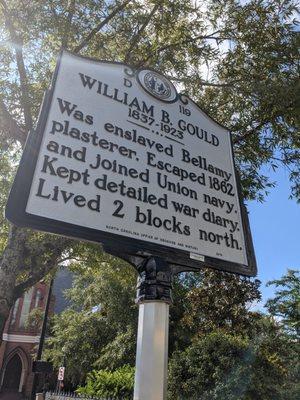 D 119
WILLIAM B. GOULD
1837-1923
Was enslaved Bellamy
plasterer. Escaped 1862
and joined Union navy.
Kept detailed war diary.
Lived 2 blocks north.
NORTH CAROLINA OFFICE OF ARCHIVES AND HISTORY